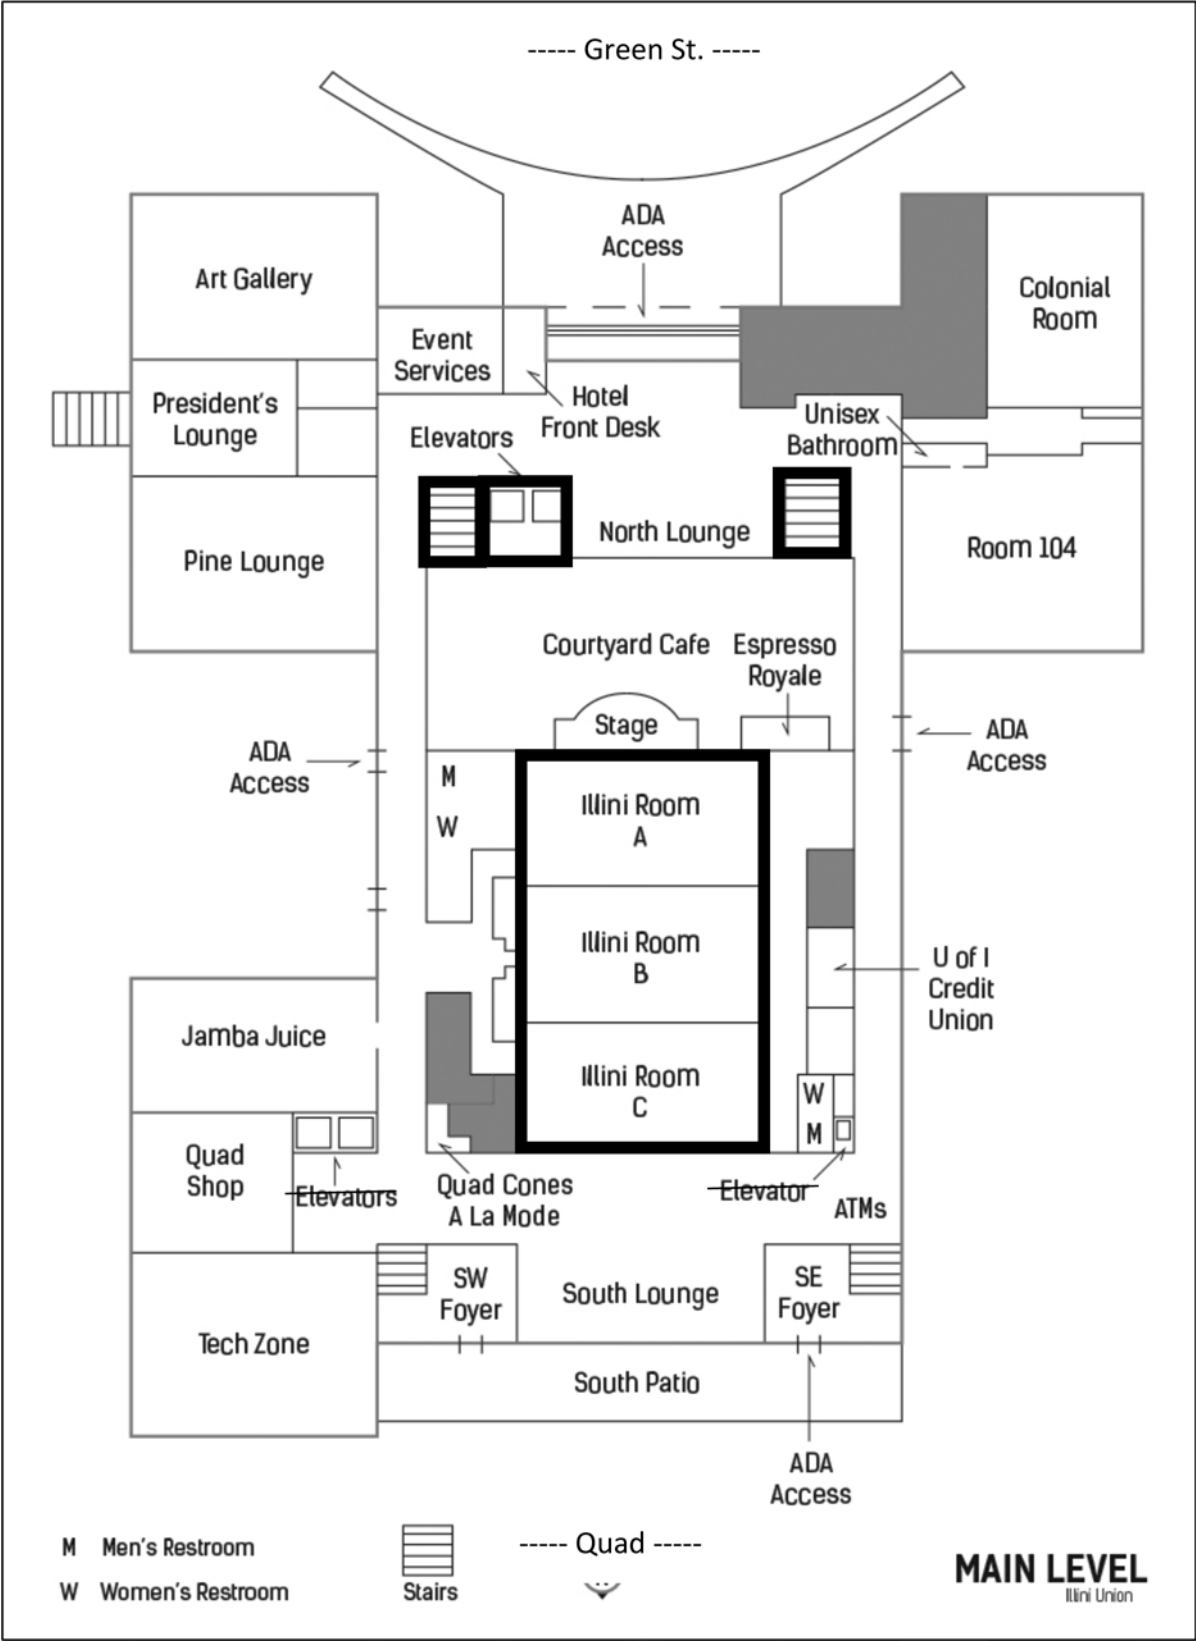 ----- Green St. -----
ADA
Access
Art Gallery
Colonial
Room
Event
Services
Hotel
Front Desk
President's
Lounge
Unisex
Bathroom
Elevators
North Lounge
Pine Lounge
Room 104
Courtyard Cafe
Espresso
Royale
Stage
ADA
Access
ADA
Access
M
W
Illini Room
A
Illini Room
B
U of I
Credit
Union
Jamba Juice
Illini Room
C
W
M
Quad
Shop
Elevators
Quad Cones
A La Mode
Elevator
ATMs
SW
Foyer
South Lounge
SE
Foyer
Tech Zone
South Patio
ADA
Access
M Men's Restroom
W Women's Restroom
Stairs
----- Quad -----
MAIN LEVEL
Illini Union